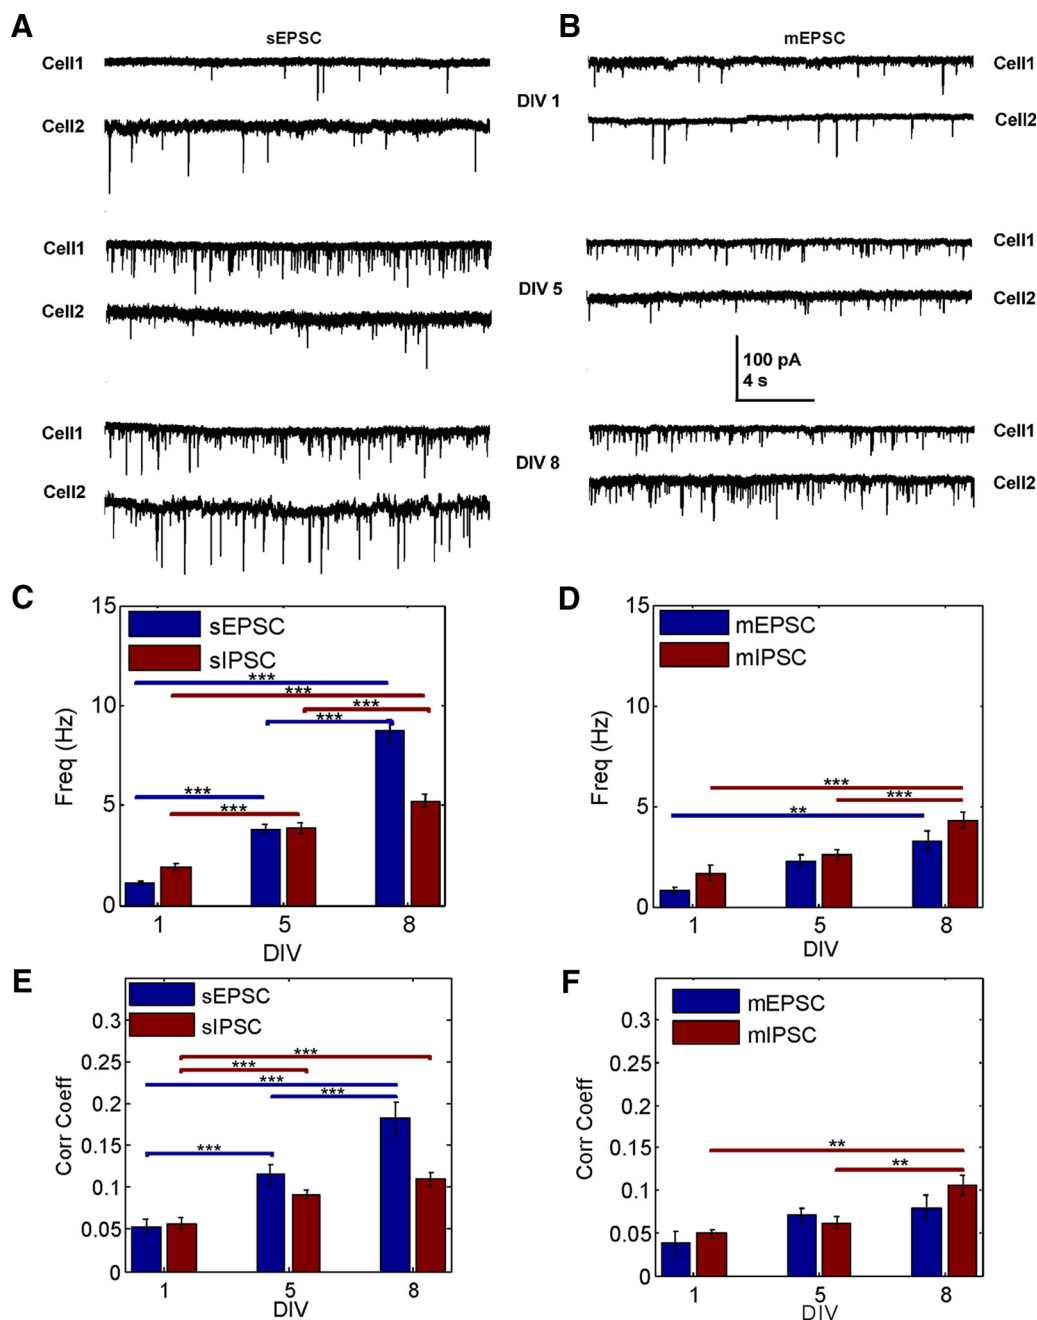 A
B
sEPSC
mEPSC
Cell1
Cell1
DIV 1
Cell2
Cell2
Cell1
Cell1
DIV 5
Cell2
Cell2
100 pA
4 s
Cell1
Cell1
DIV 8
Cell2
Cell2
C
15
sEPSC
sIPSC
***
***
***
***
10
Freq (Hz)
***
***
5
0
1
5
8
DIV
D
15
mEPSC
mIPSC
10
Freq (Hz)
***
***
**
5
0
1
5
8
DIV
E
sEPSC
sIPSC
0.3
0.25
0.2
0.15
0.1
0.05
0
Corr Coeff
***
***
***
***
***
1
5
8
DIV
F
mEPSC
mIPSC
0.3
0.25
0.2
0.15
0.1
0.05
0
Corr Coeff
**
**
1
5
8
DIV